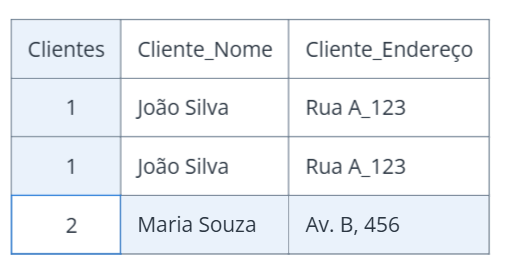 Clientes Cliente_Nome Cliente_Endereço
1 João Silva Rua A_123
1 João Silva Rua A_123
2 Maria Souza Av. B, 456